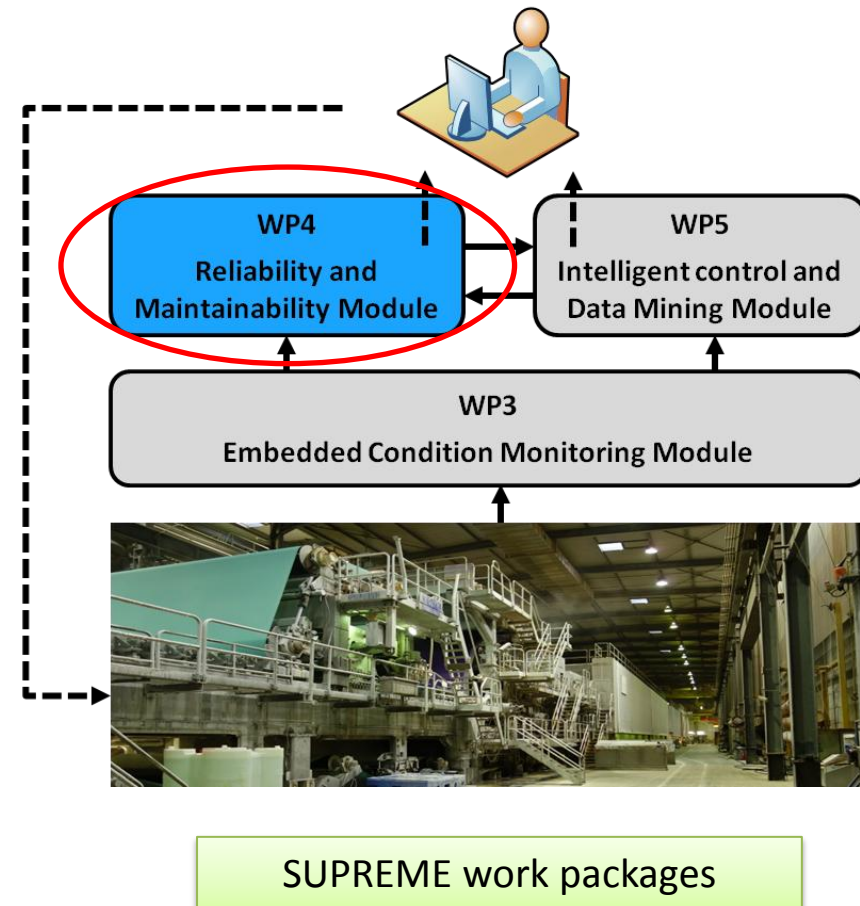 WP4
Reliability and
Maintainability Module
WP5
Intelligent control and
Data Mining Module
WP3
Embedded Condition Monitoring Module
SUPREME work packages